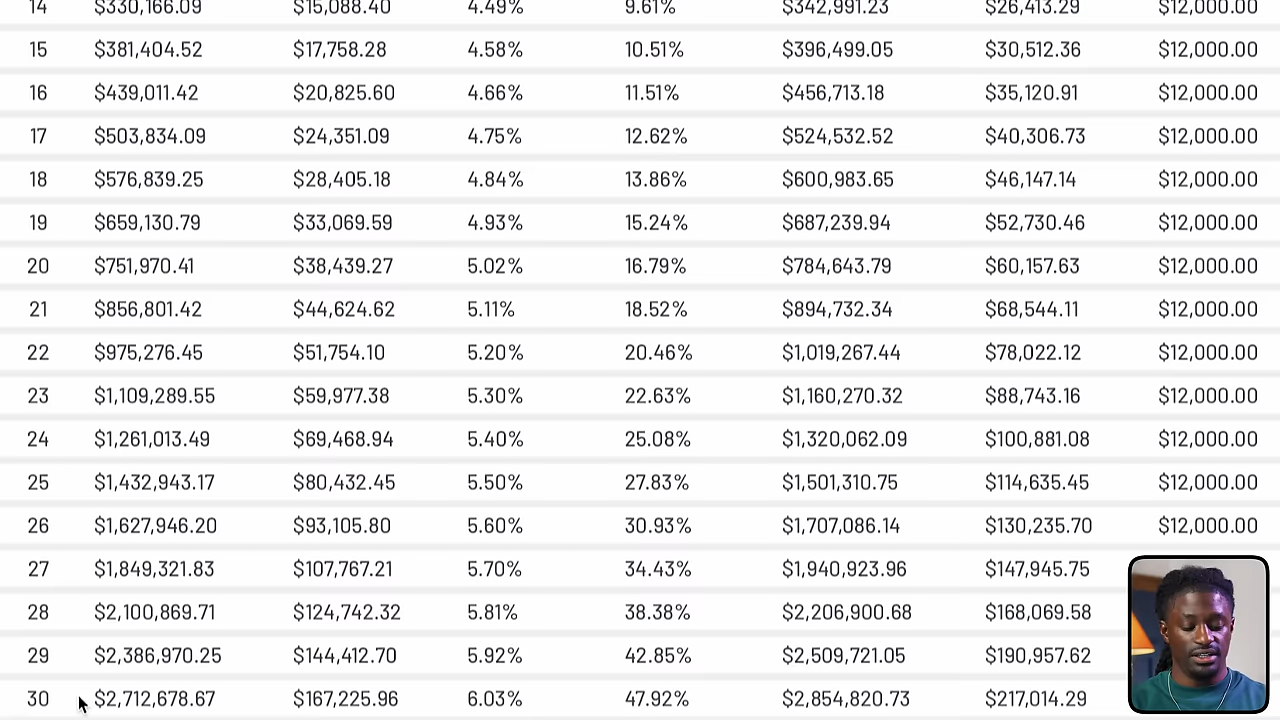 14 $330,166.09 $15,088.40 4.49% 9.61% $342,991.23 $26,413.29 $12,000.00
15 $381,404.52 $17,758.28 4.58% 10.51% $396,499.05 $30,512.36 $12,000.00
16 $439,011.42 $20,825.60 4.66% 11.51% $456,713.18 $35,120.91 $12,000.00
17 $503,834.09 $24,351.09 4.75% 12.62% $524,532.52 $40,306.73 $12,000.00
18 $576,839.25 $28,405.18 4.84% 13.86% $600,983.65 $46,147.14 $12,000.00
19 $659,130.79 $33,069.59 4.93% 15.24% $687,239.94 $52,730.46 $12,000.00
20 $751,970.41 $38,439.27 5.02% 16.79% $784,643.79 $60,157.63 $12,000.00
21 $856,801.42 $44,624.62 5.11% 18.52% $894,732.34 $68,544.11 $12,000.00
22 $975,276.45 $51,754.10 5.20% 20.46% $1,019,267.44 $78,022.12 $12,000.00
23 $1,109,289.55 $59,977.38 5.30% 22.63% $1,160,270.32 $88,743.16 $12,000.00
24 $1,261,013.49 $69,468.94 5.40% 25.08% $1,320,062.09 $100,881.08 $12,000.00
25 $1,432,943.17 $80,432.45 5.50% 27.83% $1,501,310.75 $114,635.45 $12,000.00
26 $1,627,946.20 $93,105.80 5.60% 30.93% $1,707,086.14 $130,235.70 $12,000.00
27 $1,849,321.83 $107,767.21 5.70% 34.43% $1,940,923.96 $147,945.75
28 $2,100,869.71 $124,742.32 5.81% 38.38% $2,206,900.68 $168,069.58
29 $2,386,970.25 $144,412.70 5.92% 42.85% $2,509,721.05 $190,957.62
30 $2,712,678.67 $167,225.96 6.03% 47.92% $2,854,820.73 $217,014.29